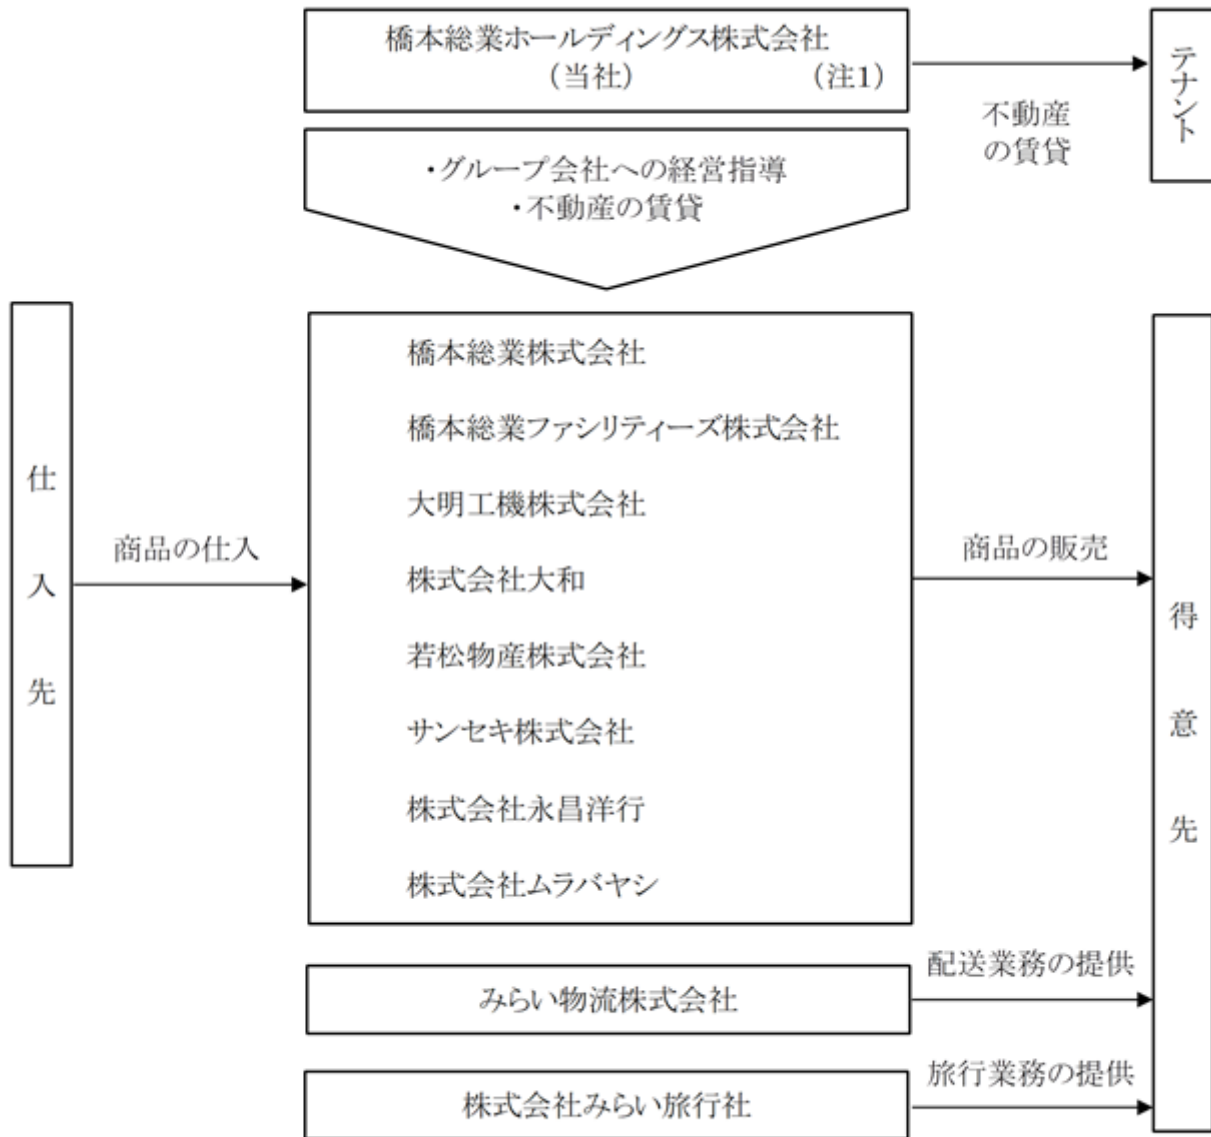 橋本総業ホールディングス株式会社
(当社) (注1)
不動産
の賃貸
テナント
・グループ会社への経営指導
・不動産の賃貸
仕入先
商品の仕入
橋本総業株式会社
橋本総業ファシリティーズ株式会社
大明工機株式会社
株式会社大和
若松物産株式会社
サンセキ株式会社
株式会社永昌洋行
株式会社ムラバヤシ
商品の販売
得意先
みらい物流株式会社
配送業務の提供
株式会社みらい旅行社
旅行業務の提供